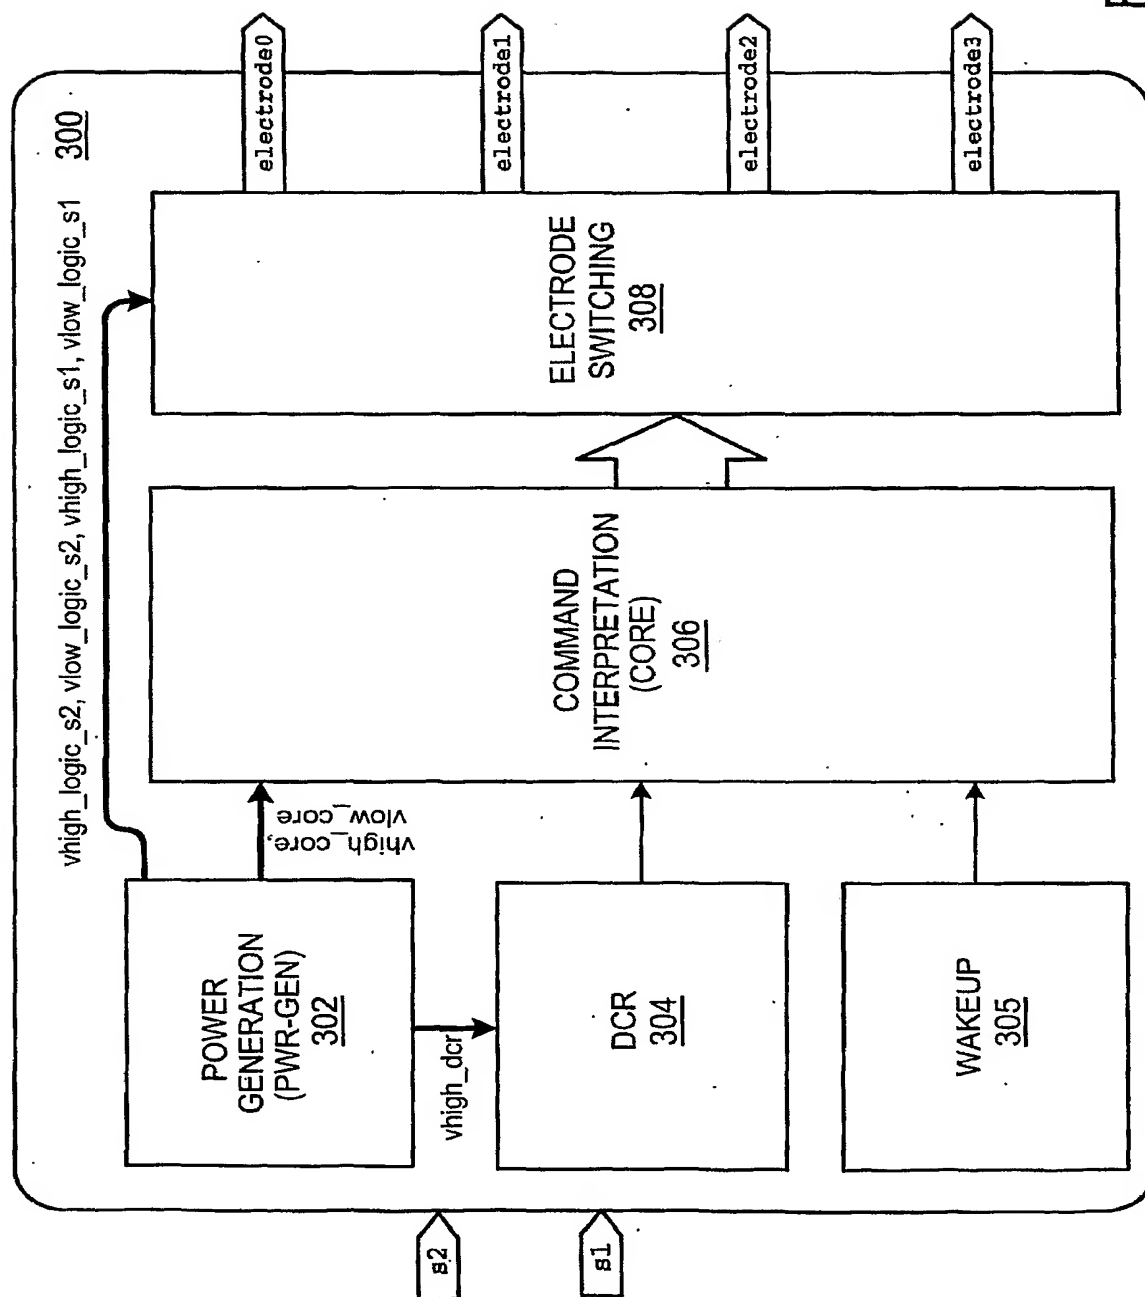 300
vhigh_logic_s2, vlow_logic_s2, vhigh_logic_s1, vlow_logic_s1
POWER
GENERATION
(PWR-GEN)
302
vhigh_core,
vlow_core
vhigh_dcr
DCR
304
WAKEUP
305
COMMAND
INTERPRETATION
(CORE)
306
ELECTRODE
SWITCHING
308
s2
s1
electrode0
electrode1
electrode2
electrode3